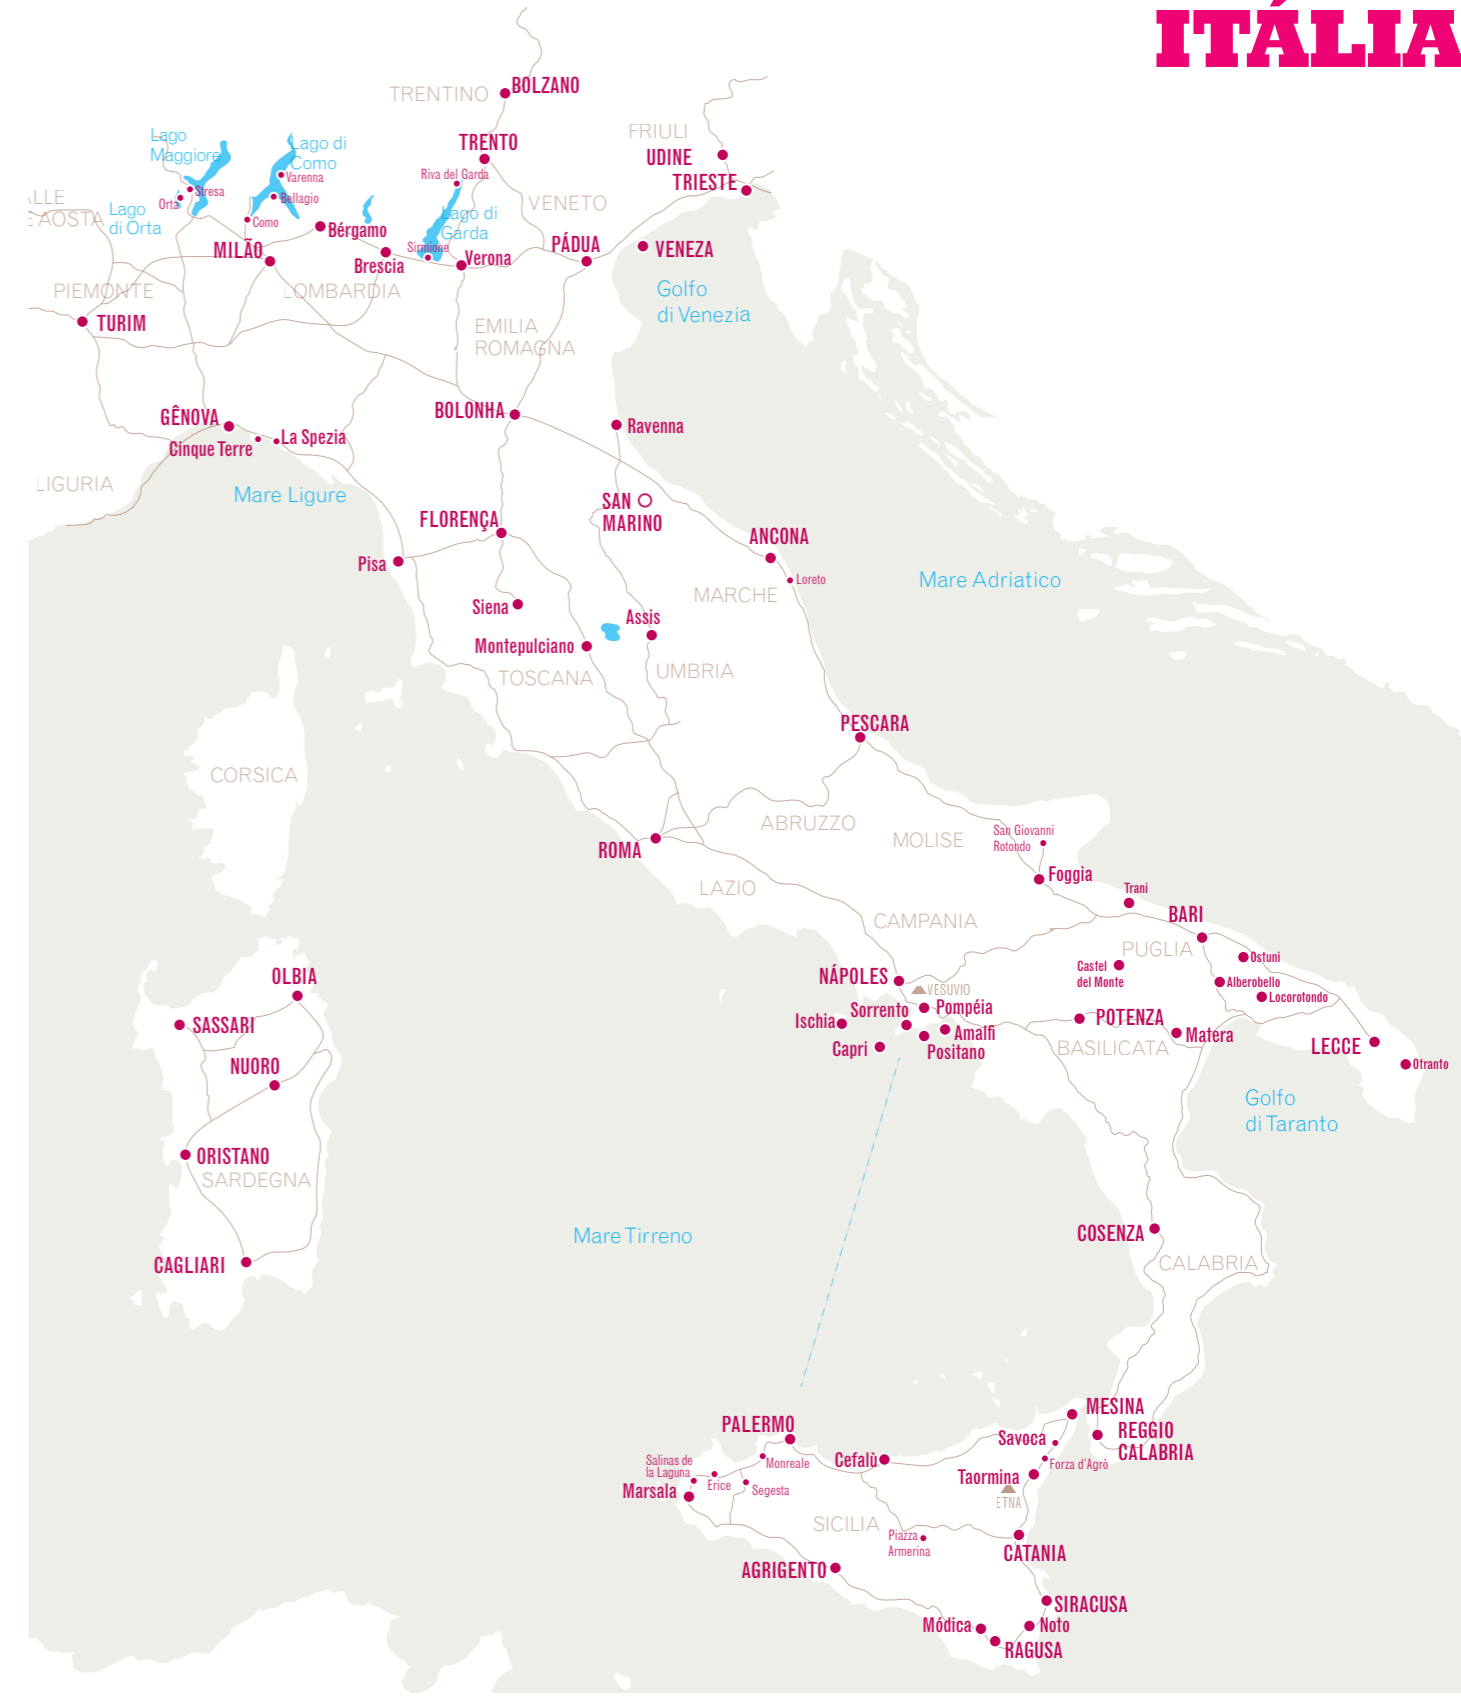 ITÁLIA
BOLZANO
TRENTINO
FRIULI
Lago
Maggiore
Lago di
Como
TRENTO
UDINE
Varenna
Riva del Garda
TRIESTE
Stresa
Orta
Bellagio
ALLE
E AOSTA
Lago
di Orta
Como
Lago di
Garda
VENETO
Bérgamo
MILÃO
Sirmione
PÁDUA
VENEZA
Brescia
Verona
PIEMONTE
LOMBARDIA
Golfo
di Venezia
TURIM
EMILIA
ROMAGNA
BOLONHA
GÊNOVA
Ravenna
Cinque Terre
La Spezia
LIGURIA
Mare Ligure
SAN
MARINO
FLORENÇA
ANCONA
Pisa
Loreto
Mare Adriatico
MARCHE
Siena
Assis
Montepulciano
TOSCANA
UMBRIA
PESCARA
CORSICA
ABRUZZO
MOLISE
San Giovanni
Rotondo
ROMA
Foggia
LAZIO
Trani
CAMPANIA
BARI
PUGLIA
Ostuni
OLBIA
NÁPOLES
Castel
del Monte
Alberobello
VESUVIO
Locorotondo
Sorrento
Pompéia
SASSARI
Ischia
POTENZA
Amalfi
Matera
Capri
Positano
BASILICATA
LECCE
NUORO
Otranto
Golfo
di Taranto
ORISTANO
SARDEGNA
Mare Tirreno
COSENZA
CAGLIARI
CALABRIA
MESINA
PALERMO
REGGIO
CALABRIA
Savoca
Salinas de
la Laguna
Monreale
Cefalù
Forza d'Agrò
Erice
Segesta
Taormina
Marsala
ETNA
SICILIA
Piazza
Armerina
CATANIA
AGRIGENTO
SIRACUSA
Módica
Noto
RAGUSA